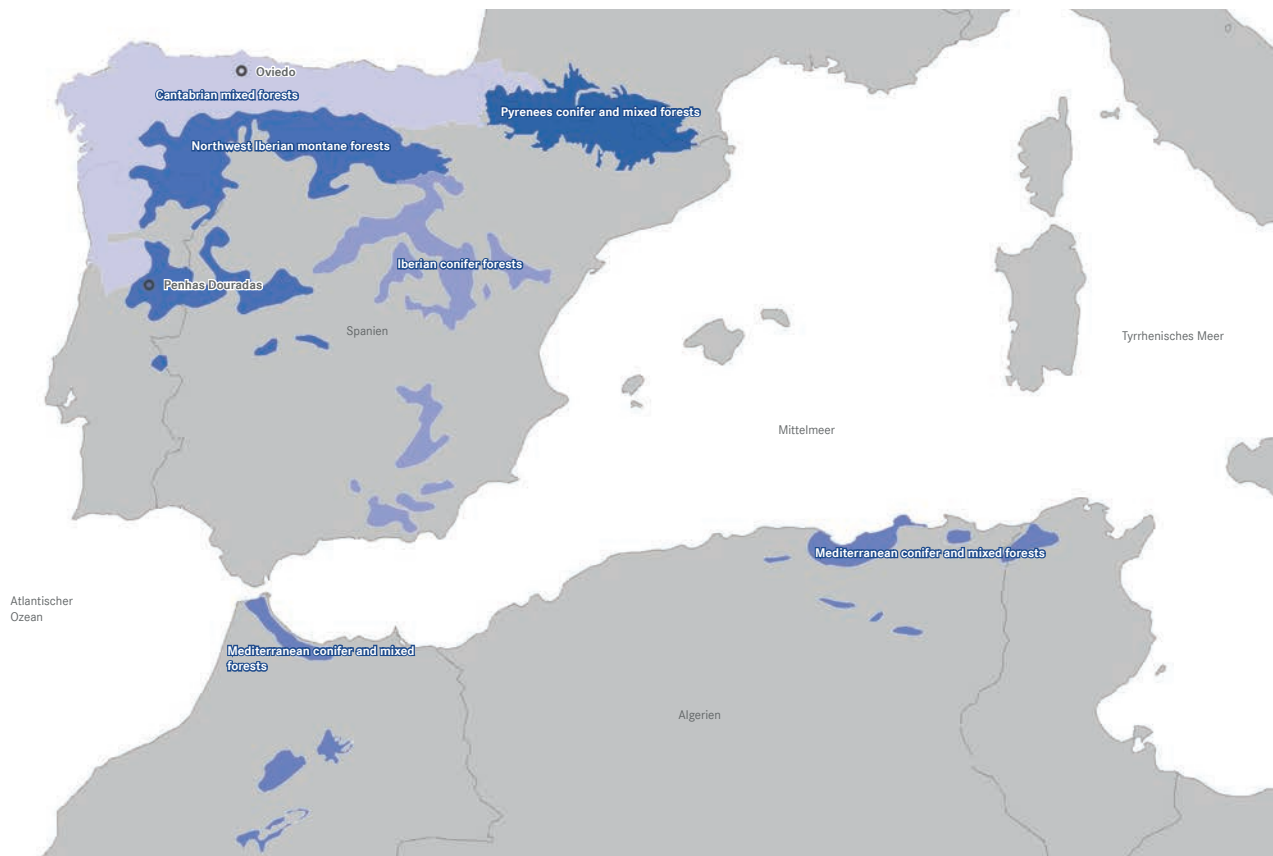 Oviedo
Cantabrian mixed forests
Pyrenees conifer and mixed forests
Northwest Iberian montane forests
Iberian conifer forests
Penhas Douradas
Spanien
Tyrrhenisches Meer
Mittelmeer
Mediterranean conifer and mixed forests
Atlantischer
Ozean
Mediterranean conifer and mixed
forests
Algerien